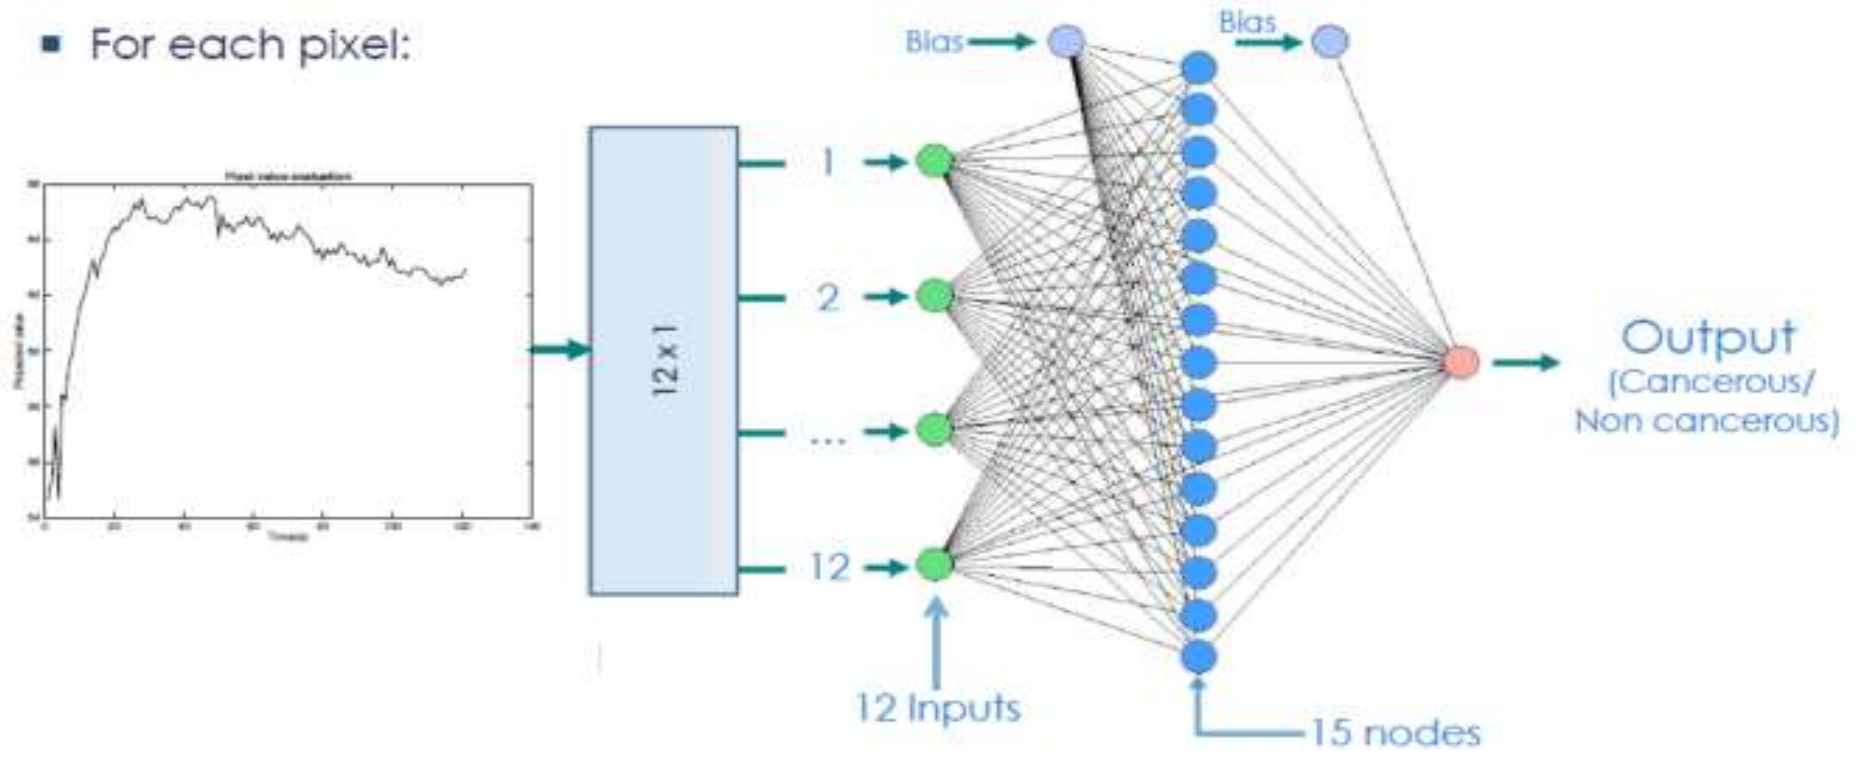 For each pixel:
Bias
Bias
12 x 1
1
2
...
12
12 Inputs
15 nodes
Output
(Cancerous/
Non cancerous)